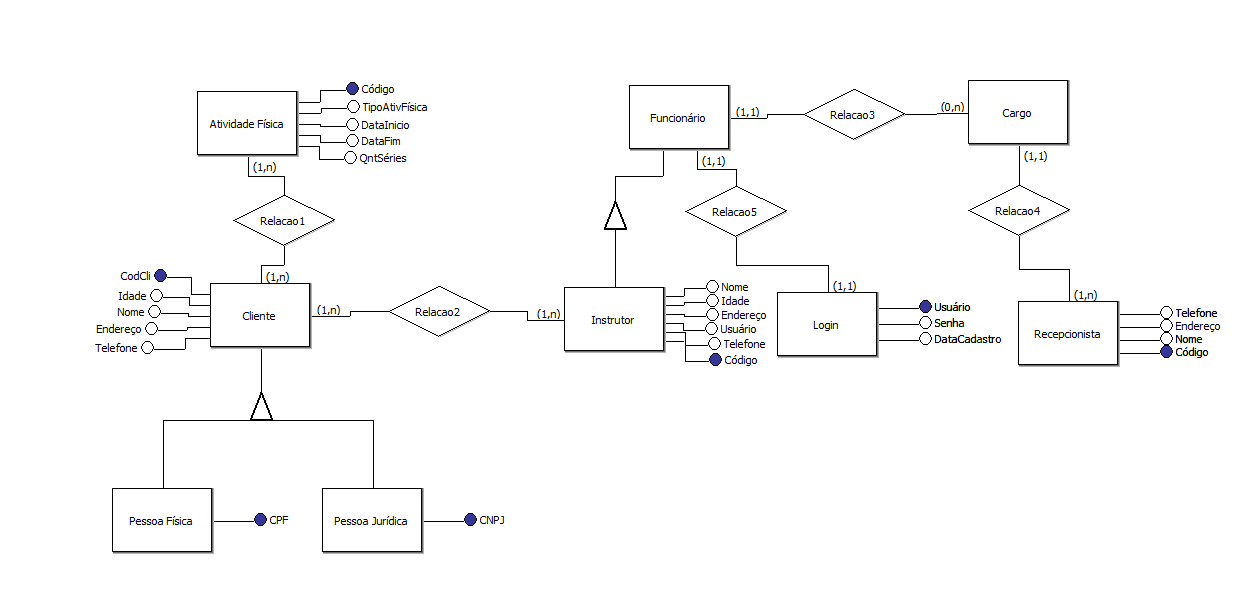 Atividade Física
Código
TipoAtivFísica
DataInicio
DataFim
QntSéries
(1,n)
Relacao1
(1,n)
CodCli
Idade
Nome
Endereço
Telefone
Cliente
(1,n)
Relacao2
(1,n)
Pessoa Física
CPF
Pessoa Jurídica
CNPJ
Funcionário
(1,1)
Relacao3
(0,n)
Cargo
(1,1)
Relacao5
(1,1)
(1,1)
Relacao4
(1,n)
Instrutor
Nome
Idade
Endereço
Usuário
Telefone
Código
Login
Usuário
Senha
DataCadastro
Recepcionista
Telefone
Endereço
Nome
Código